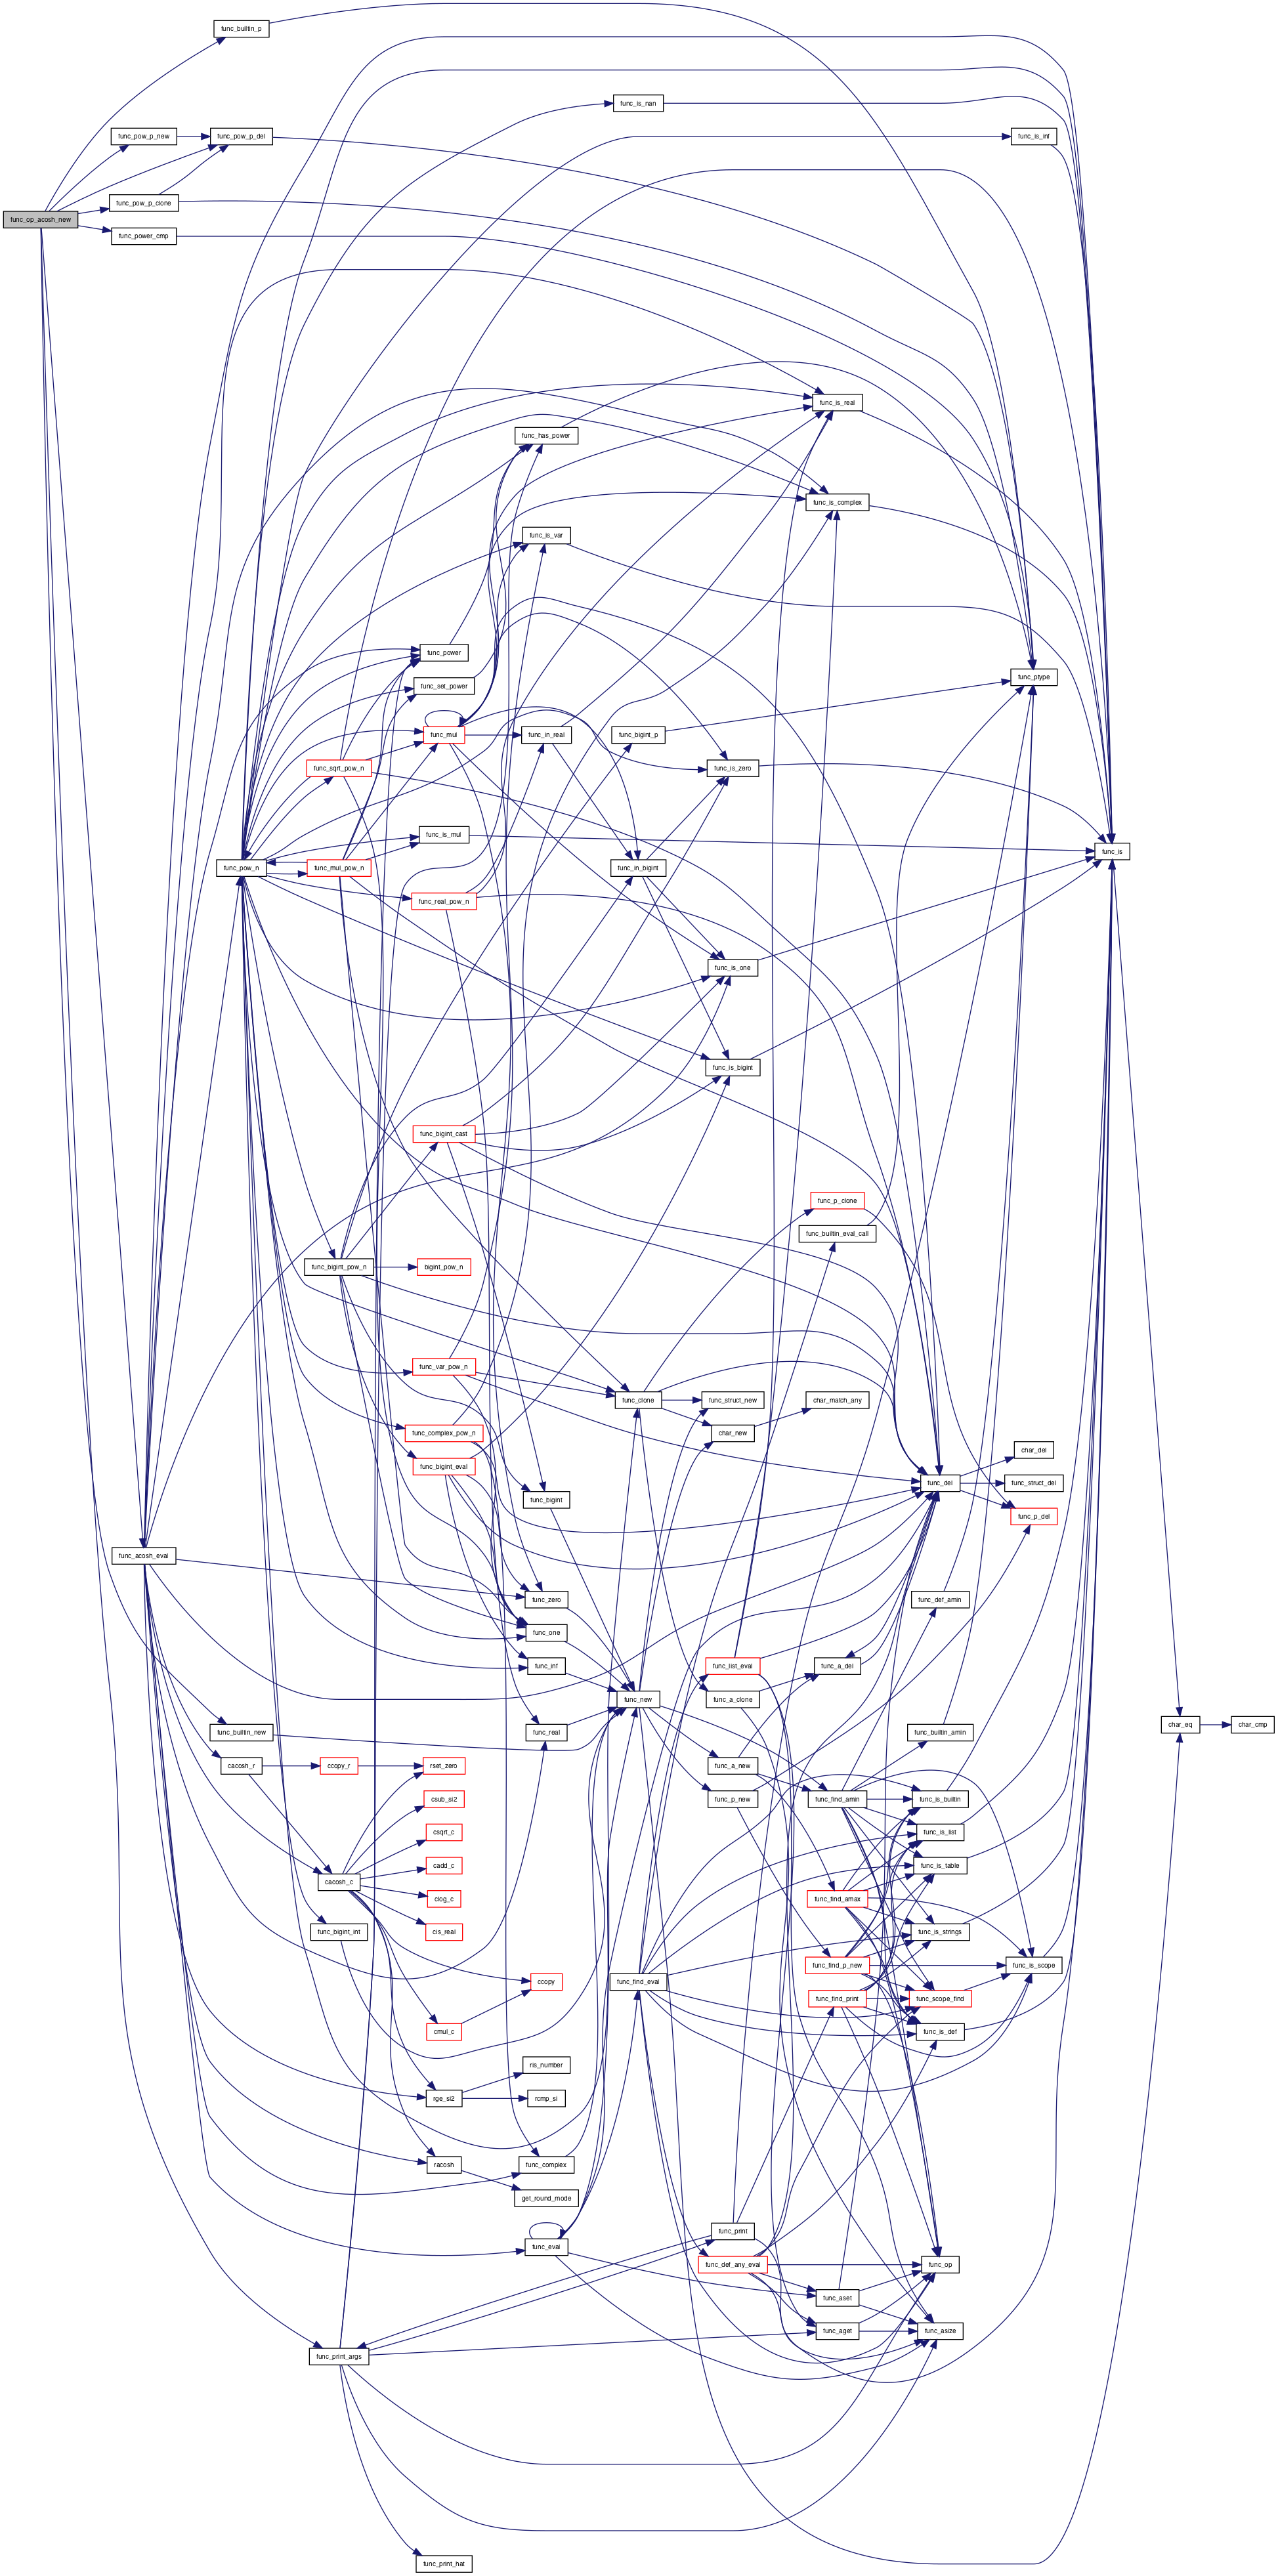 func_builtin_p
func_is_nan
func_pow_p_new
func_pow_p_del
func_is_inf
func_pow_p_clone
func_op_acosh_new
func_power_cmp
func_is_real
func_has_power
func_is_complex
func_is_var
func_power
func_ptype
func_set_power
func_mul
func_in_real
func_bigint_p
func_sqrt_pow_n
func_is_zero
func_is_mul
func_is
func_pow_n
func_mul_pow_n
func_in_bigint
func_real_pow_n
func_is_one
func_is_bigint
func_bigint_cast
func_p_clone
func_builtin_eval_call
func_bigint_pow_n
bigint_pow_n
func_var_pow_n
func_clone
func_struct_new
char_match_any
func_complex_pow_n
char_new
char_del
func_bigint_eval
func_del
func_struct_del
func_bigint
func_p_del
func_acosh_eval
func_zero
func_def_amin
func_one
func_inf
func_list_eval
func_a_del
func_new
func_a_clone
func_builtin_new
func_real
func_builtin_amin
char_eq
char_cmp
cacosh_r
ccopy_r
rset_zero
func_a_new
csub_si2
func_p_new
func_find_amin
func_is_builtin
csqrt_c
func_is_list
cadd_c
func_is_table
cacosh_c
clog_c
func_find_amax
func_bigint_int
cis_real
func_is_strings
func_find_p_new
func_is_scope
ccopy
func_find_eval
func_find_print
func_scope_find
cmul_c
func_is_def
ris_number
rge_si2
rcmp_si
racosh
func_complex
get_round_mode
func_print
func_eval
func_def_any_eval
func_op
func_aset
func_aget
func_asize
func_print_args
func_print_hat